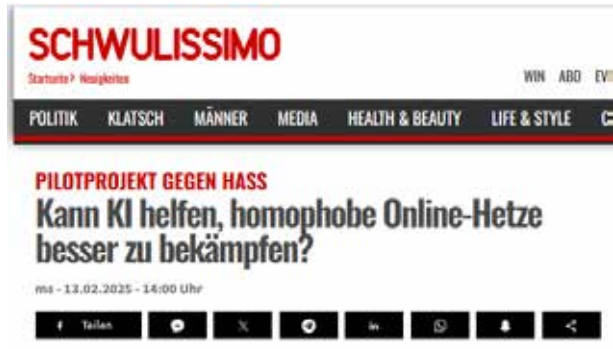 SCHWULISSIMO
Startseite› Neuigkeiten
WIN ABO
POLITIK KLATSCH MÄNNER MEDIA HEALTH & BEAUTY LIFE & STYLE
PILOTPROJEKT GEGEN HASS
Kann KI helfen, homophobe Online-Hetze
besser zu bekämpfen?
ms - 13.02.2025 - 14:00 Uhr
f Teilen in